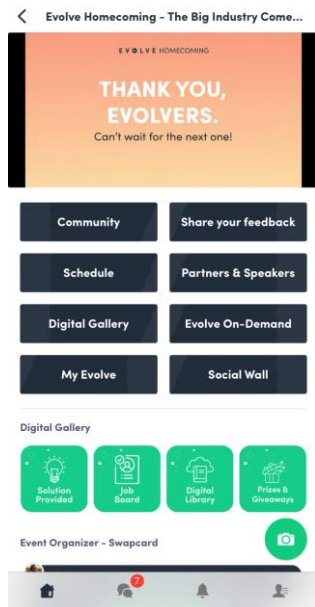 Evolve Homecoming - The Big Industry Come...
EVOLVE HOMECOMING
THANK YOU,
EVOLVERS.
Can't wait for the next one!
Community
Share your feedback
Schedule
Partners & Speakers
Digital Gallery
Evolve On-Demand
My Evolve
Social Wall
Digital Gallery
Solution
Provided
Job
Board
Digital
Library
Prizes &
Giveaways
Event Organizer - Swapcard
7